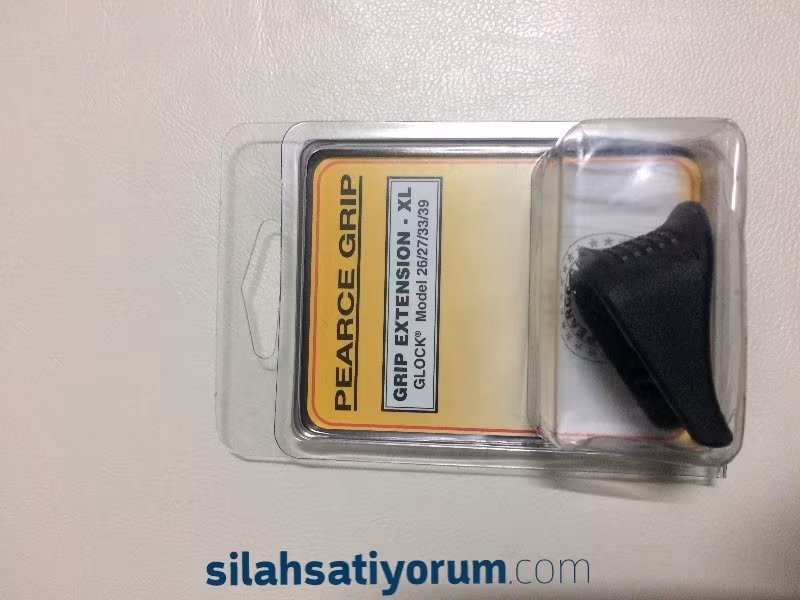 PEARCE GRIP
GRIP EXTENSION - XL
GLOCK® Model 26/27/33/39
silahsatiyorum.com